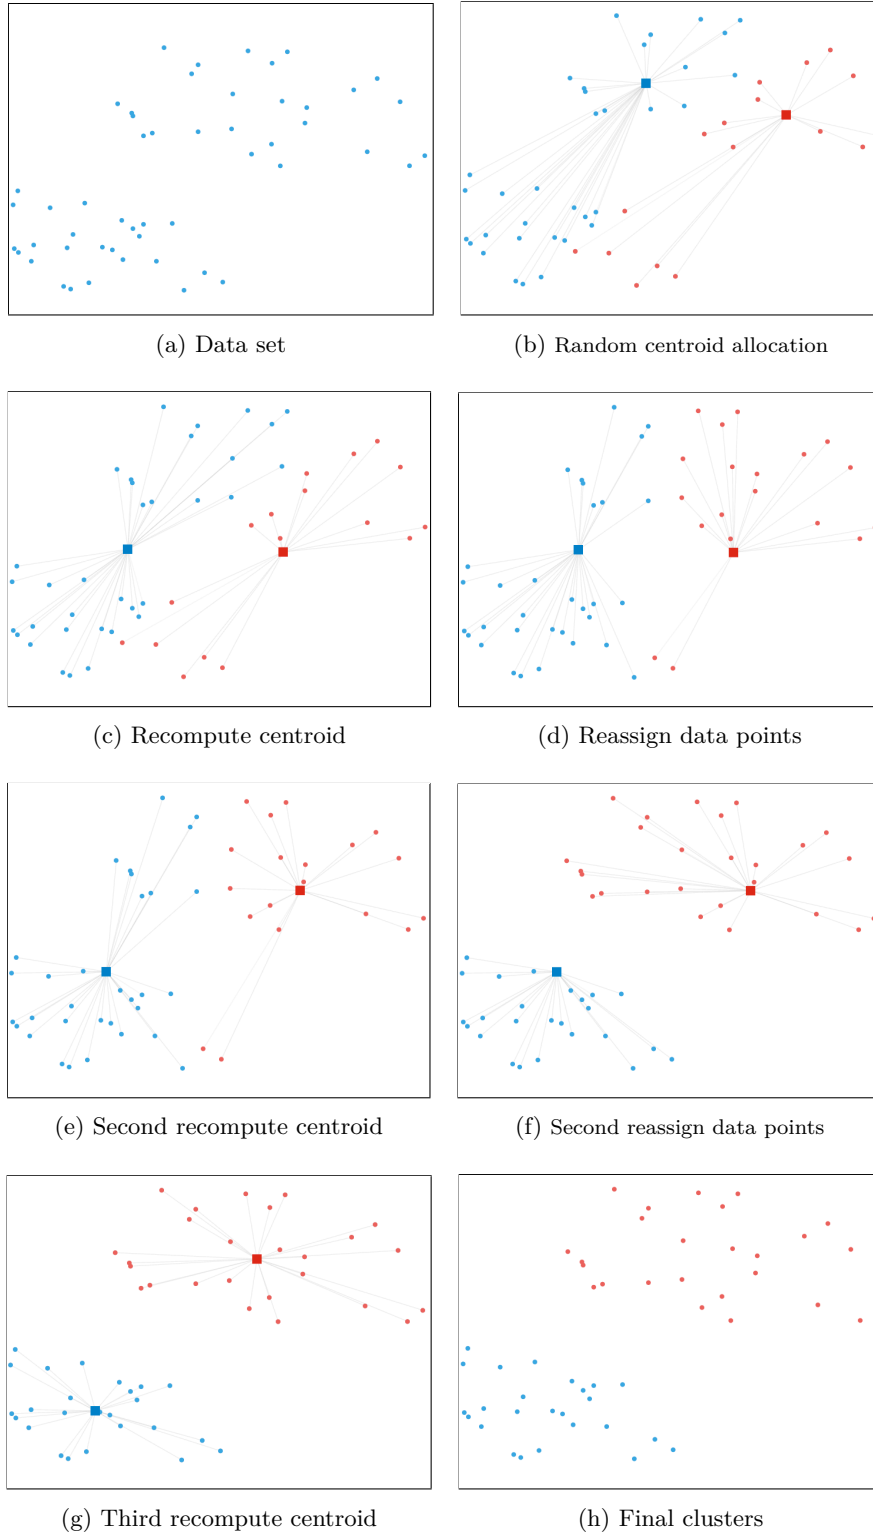 (a) Data set
(b) Random centroid allocation
(c) Recompute centroid
(d) Reassign data points
(e) Second recompute centroid
(f) Second reassign data points
(g) Third recompute centroid
(h) Final clusters